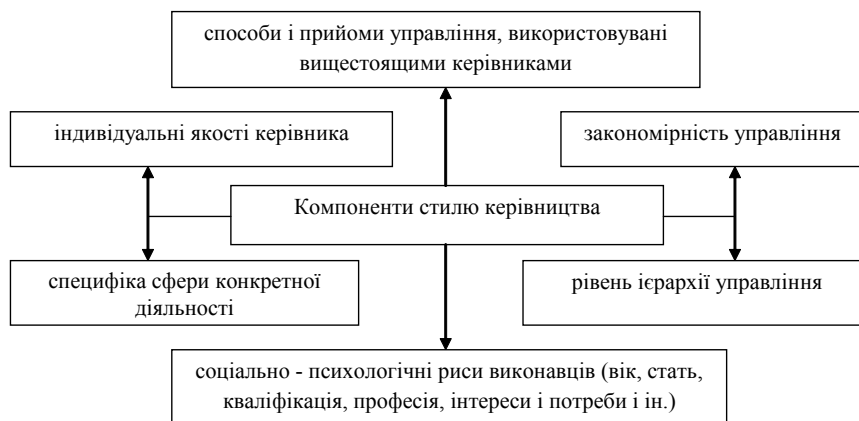 способи і прийоми управління, використовувані
вищестоящими керівниками
індивідуальні якості керівника
закономірність управління
Компоненти стилю керівництва
специфіка сфери конкретної
діяльності
рівень ієрархії управління
соціально - психологічні риси виконавців (вік, стать,
кваліфікація, професія, інтереси і потреби і ін.)